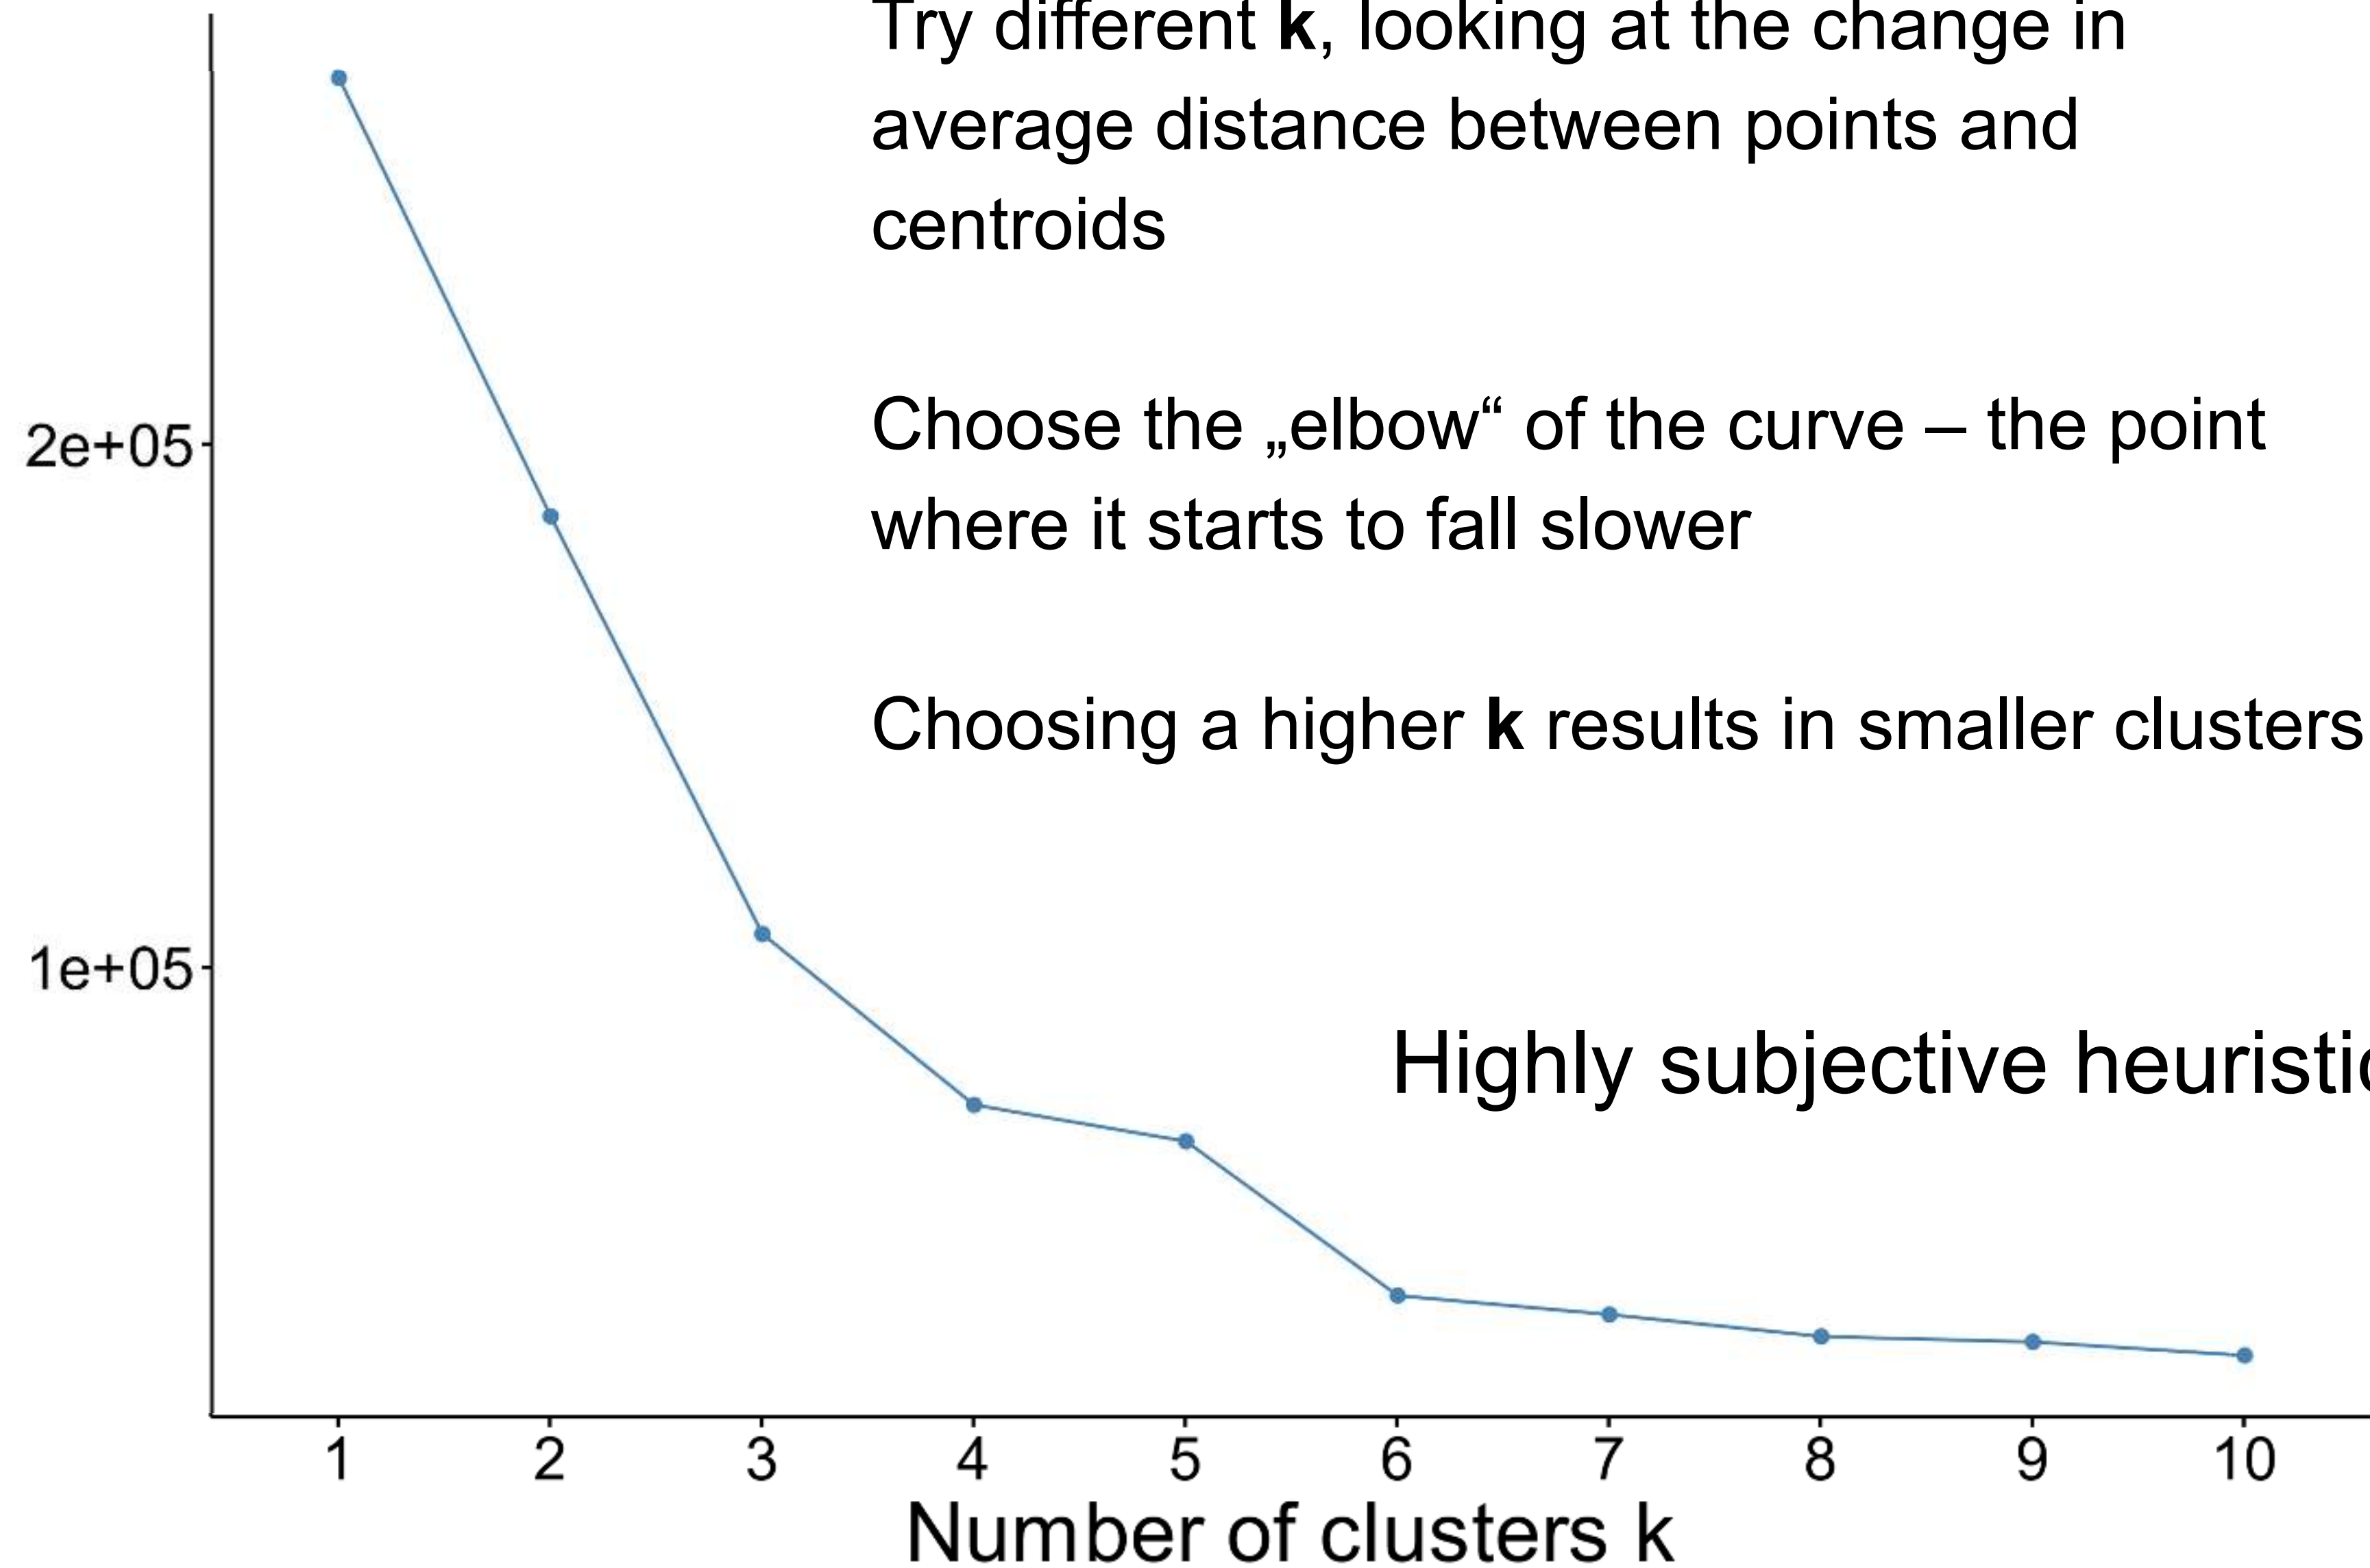 Try different k, looking at the change in
average distance between points and
centroids
2e+05
Choose the „elbow“ of the curve – the point
where it starts to fall slower
Choosing a higher k results in smaller clusters
1e+05
Highly subjective heuristic
1 2 3 4 5 6 7 8 9 10
Number of clusters k